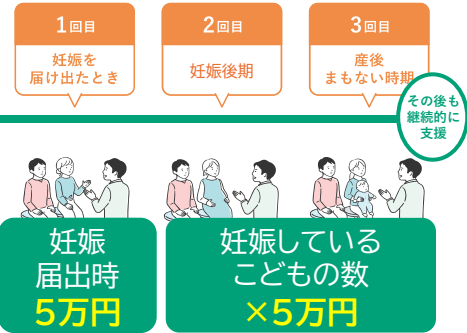 1回目
妊娠を
届け出たとき
2回目
妊娠後期
3回目
産後
まもない時期
その後も
継続的に
支援
妊娠
届出時
5万円
妊娠している
こどもの数
×5万円